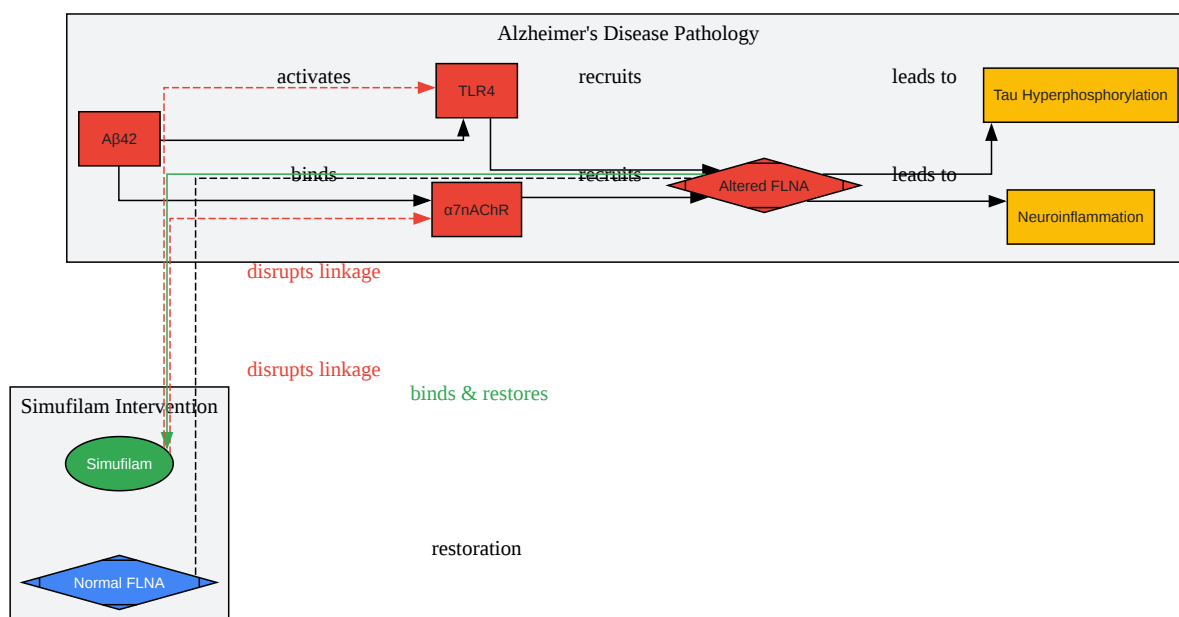 Alzheimer's Disease Pathology
activates
recruits
leads to
TLR4
Tau Hyperphosphorylation
Aβ42
binds
recruits
leads to
Altered FLNA
α7nAChR
Neuroinflammation
disrupts linkage
disrupts linkage
binds & restores
Simufilam Intervention
Simufilam
restoration
Normal FLNA